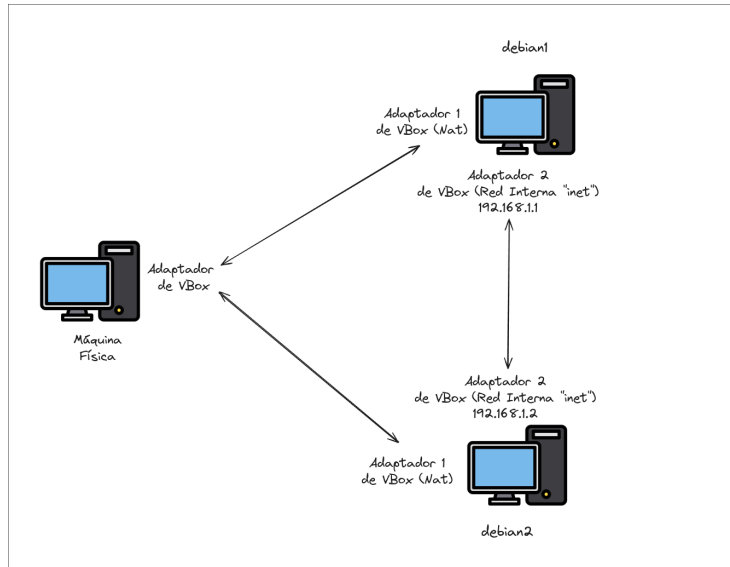 debian1
Adaptador 1
de VBox (Nat)
Adaptador 2
de VBox (Red Interna "inet")
192.168.1.1
Adaptador
de VBox
Máquina
Física
Adaptador 2
de VBox (Red Interna "inet")
192.168.1.2
Adaptador 1
de VBox (Nat)
debian2